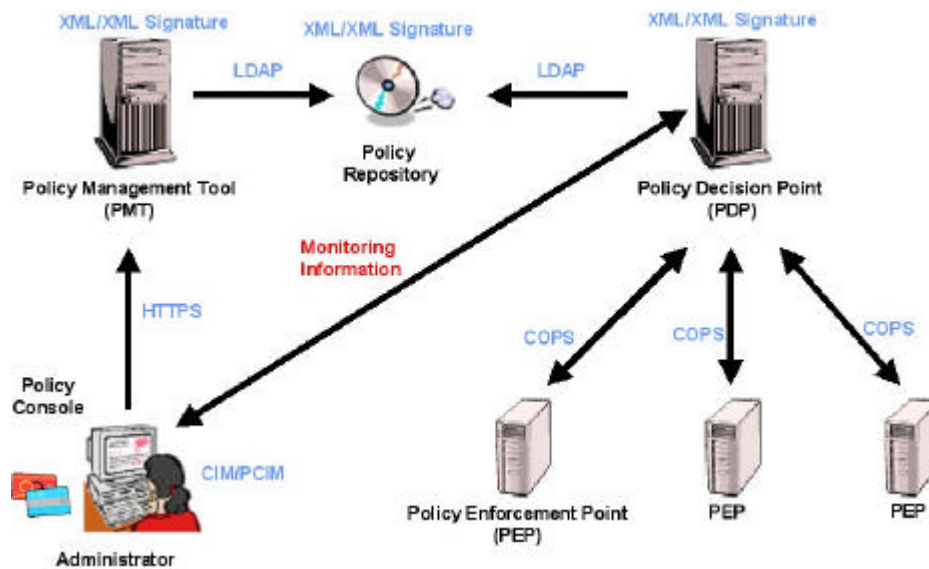 XML/XML Signature
XML/XML Signature
XML/XML Signature
LDAP
LDAP
Policy
Repository
Policy Management Tool
(PMT)
Policy Decision Point
(PDP)
Monitoring
Information
HTTPS
COPS
COPS
COPS
Policy
Console
CIM/PCIM
Policy Enforcement Point
(PEP)
PEP
PEP
Administrator